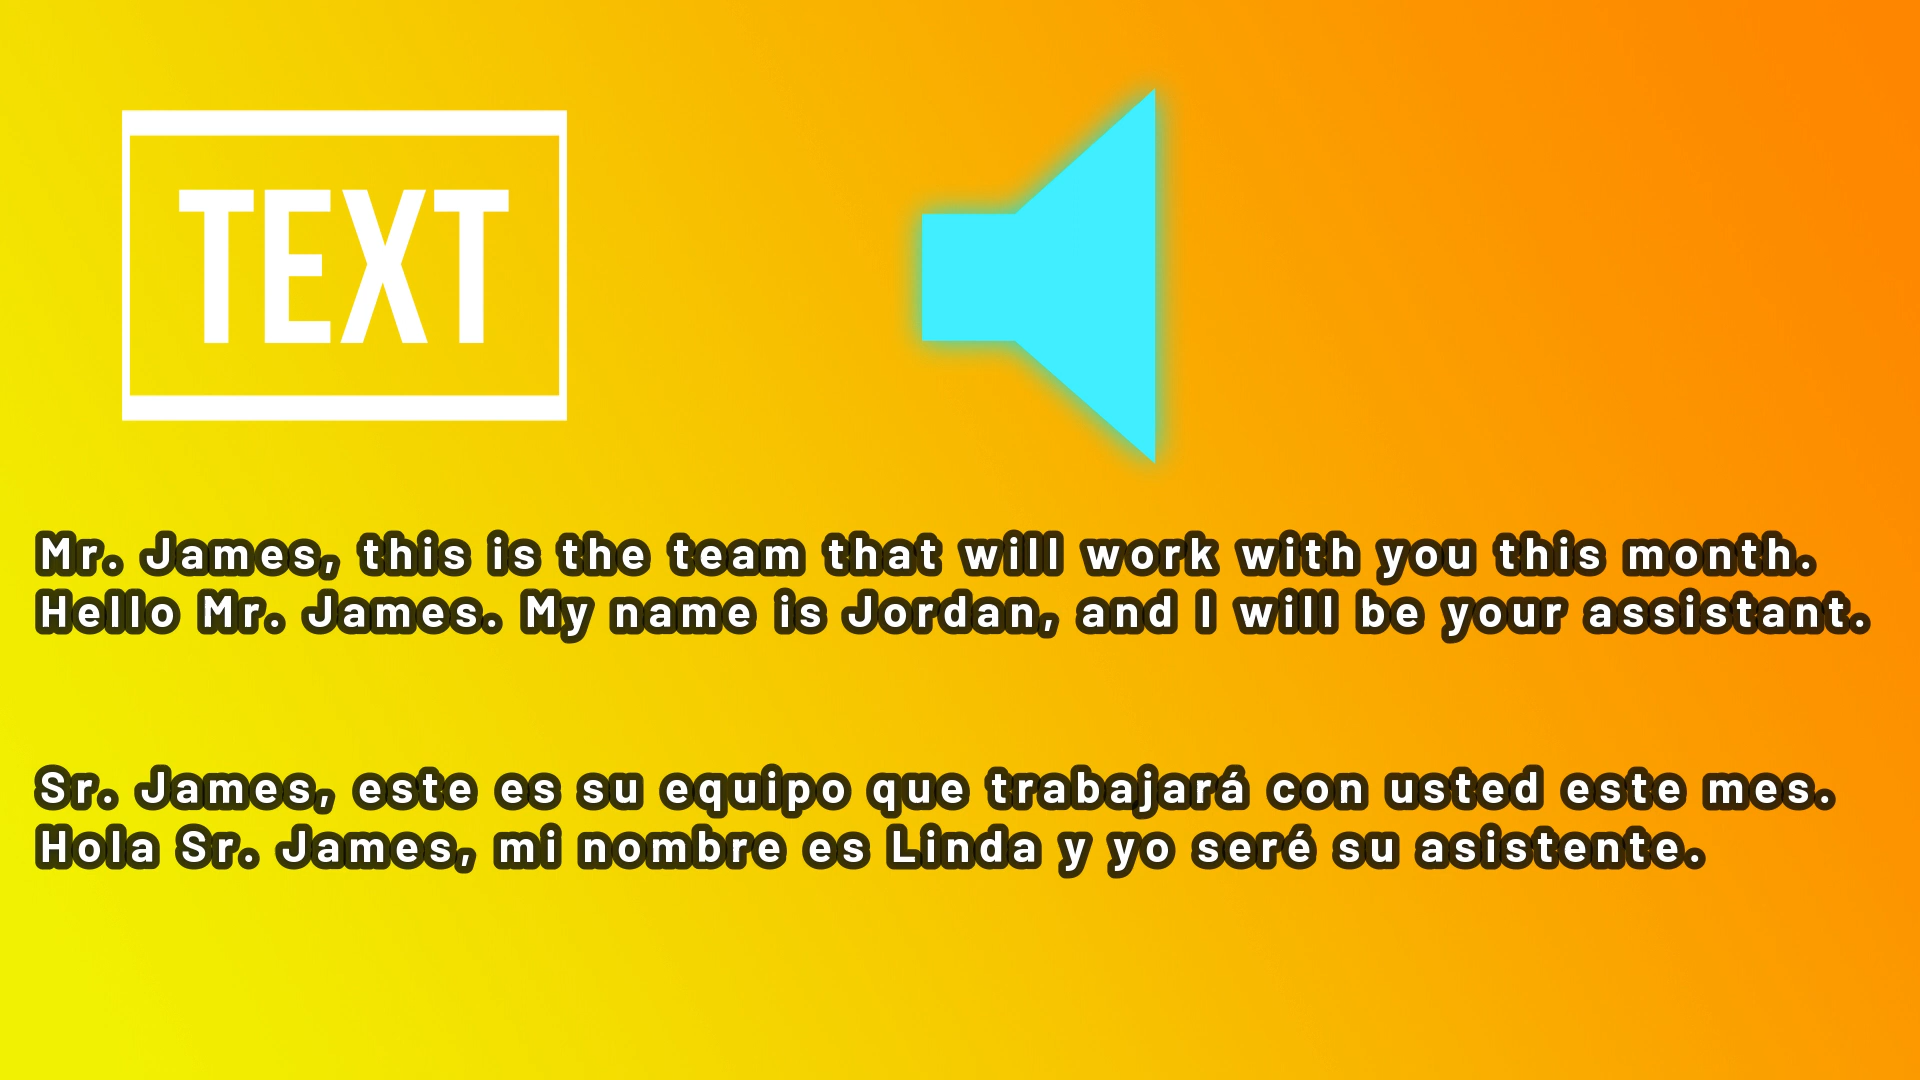 TEXT
Mr. James, this is the team that will work with you this month.
Hello Mr. James. My name is Jordan, and I will be your assistant.
Sr. James, este es su equipo que trabajará con usted este mes.
Hola Sr. James, mi nombre es Linda y yo seré su asistente.